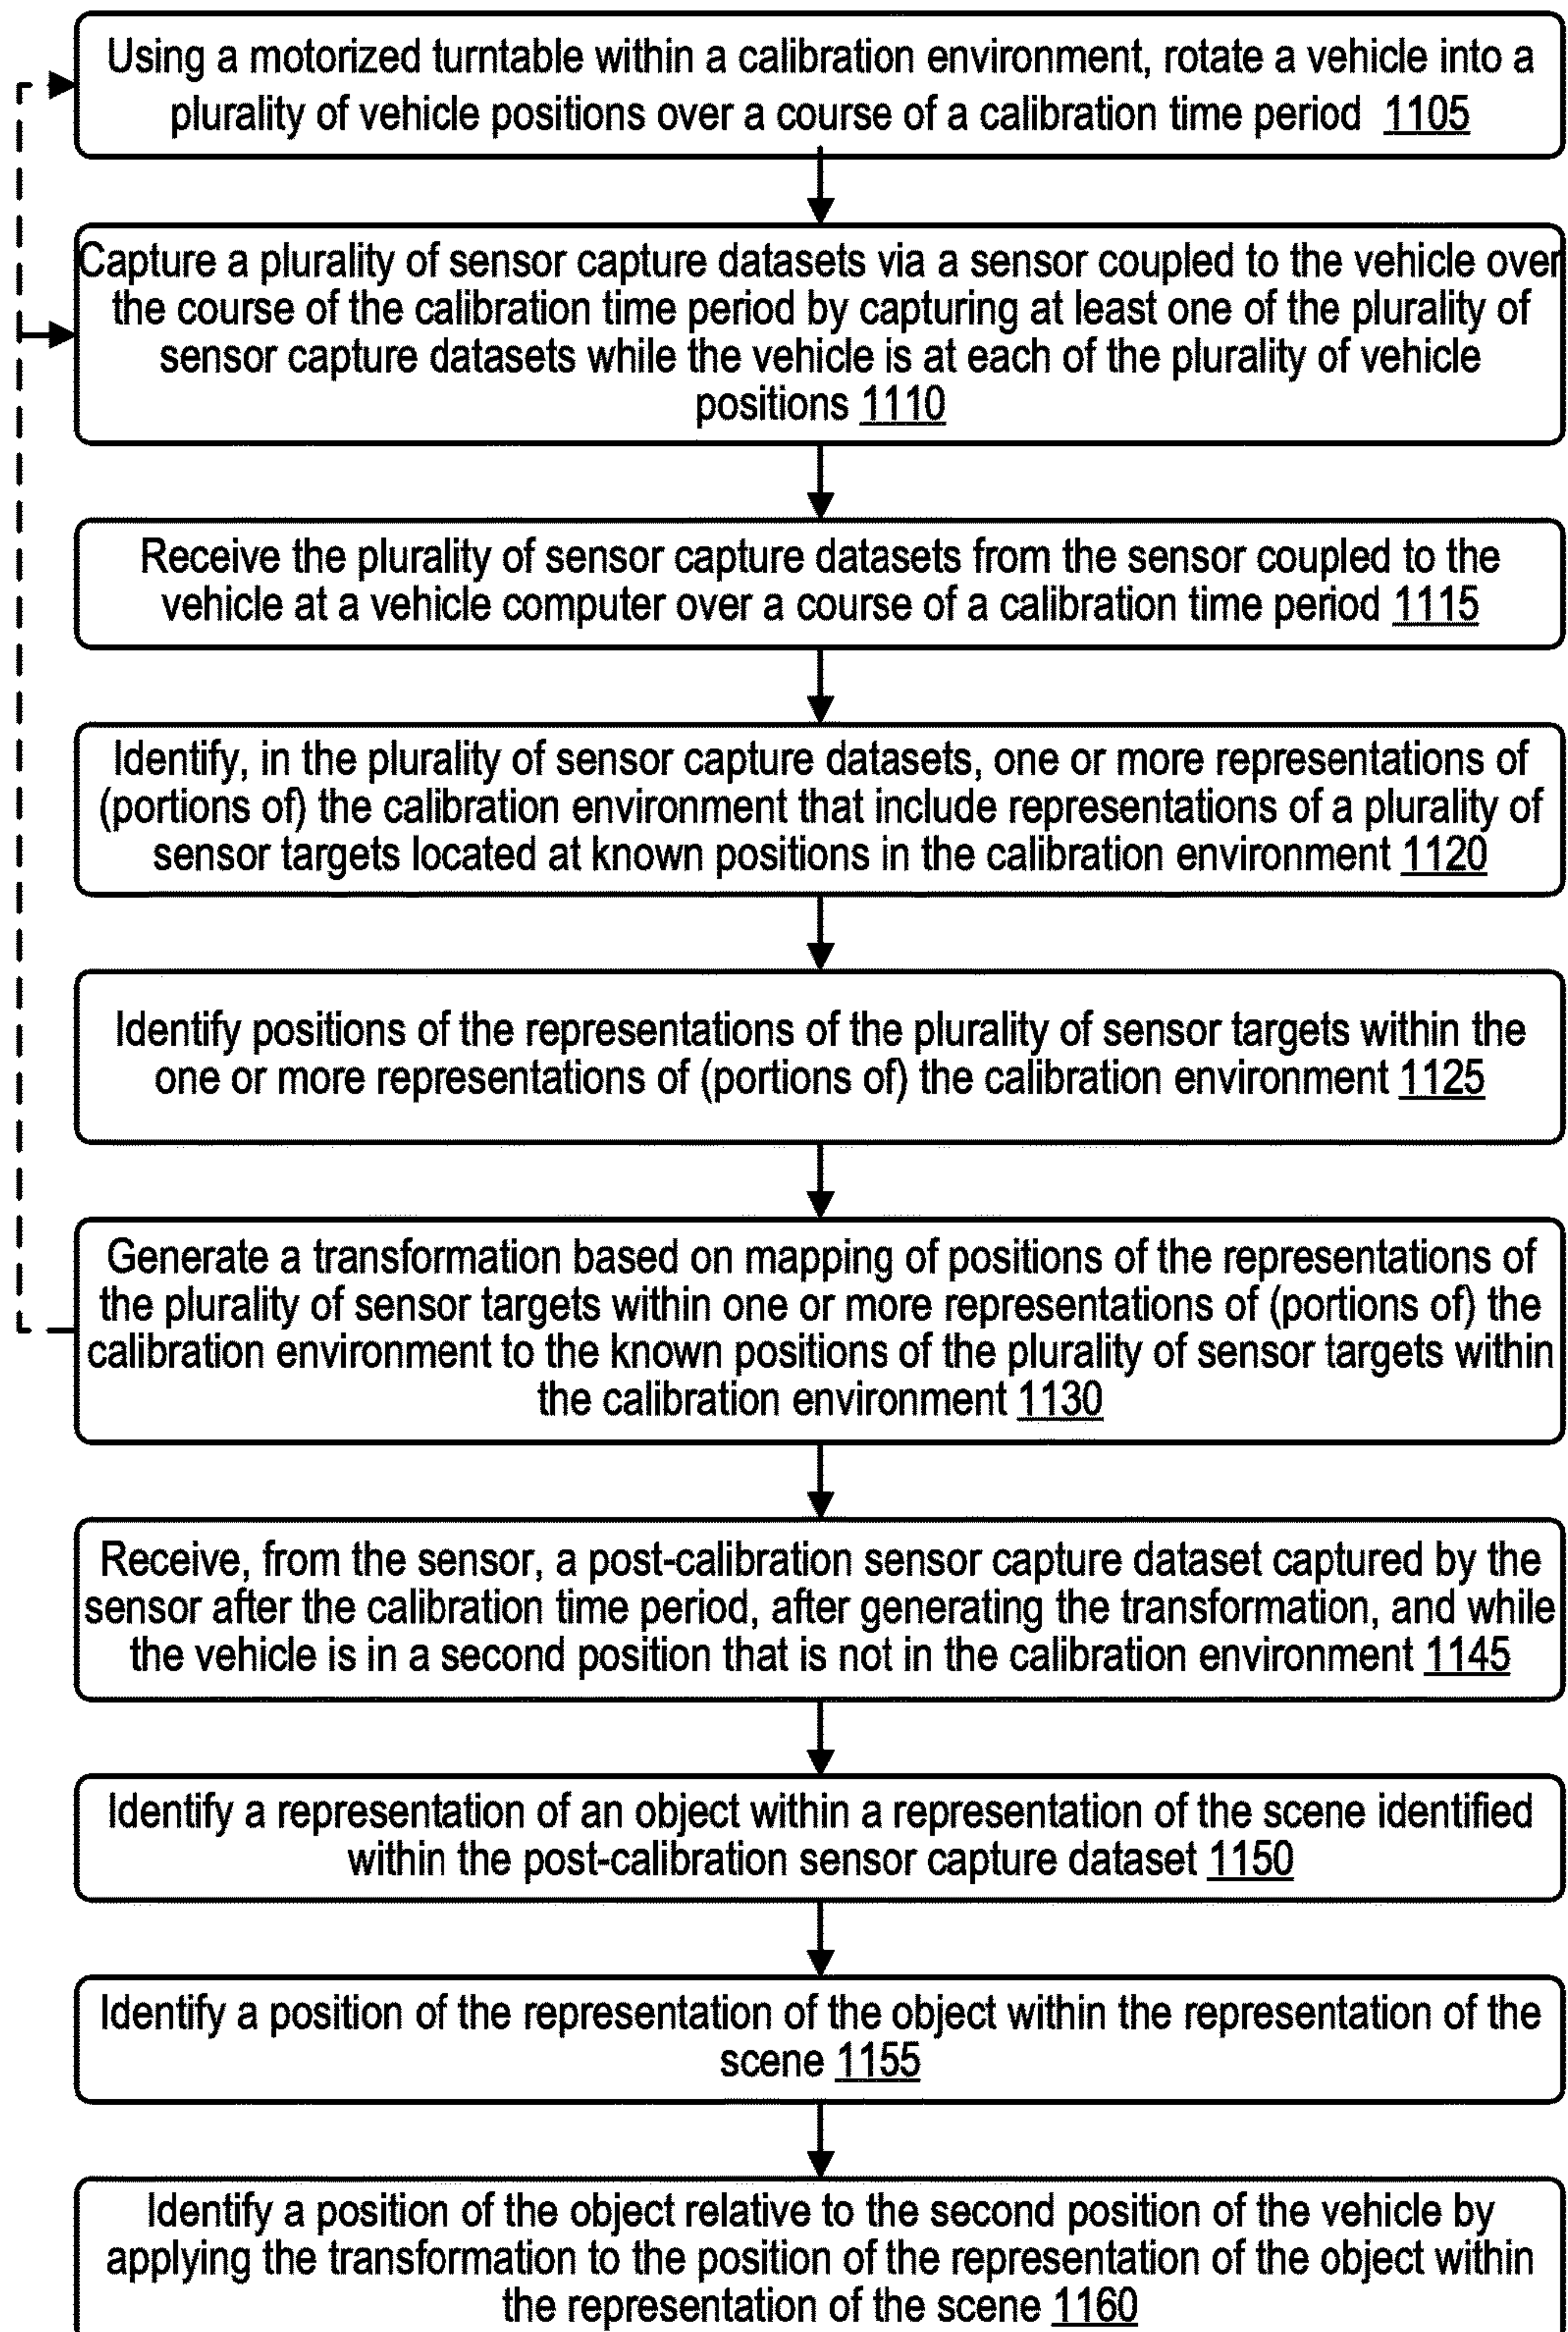 Using a motorized turntable within a calibration environment, rotate a vehicle into a
plurality of vehicle positions over a course of a calibration time period 1105
Capture a plurality of sensor capture datasets via a sensor coupled to the vehicle over
the course of the calibration time period by capturing at least one of the plurality of
sensor capture datasets while the vehicle is at each of the plurality of vehicle
positions 1110
Receive the plurality of sensor capture datasets from the sensor coupled to the
vehicle at a vehicle computer over a course of a calibration time period 1115
Identify, in the plurality of sensor capture datasets, one or more representations of
(portions of) the calibration environment that include representations of a plurality of
sensor targets located at known positions in the calibration environment 1120
Identify positions of the representations of the plurality of sensor targets within the
one or more representations of (portions of) the calibration environment 1125
Generate a transformation based on mapping of positions of the representations of
the plurality of sensor targets within one or more representations of (portions of) the
calibration environment to the known positions of the plurality of sensor targets within
the calibration environment 1130
Receive, from the sensor, a post-calibration sensor capture dataset captured by the
sensor after the calibration time period, after generating the transformation, and while
the vehicle is in a second position that is not in the calibration environment 1145
Identify a representation of an object within a representation of the scene identified
within the post-calibration sensor capture dataset 1150
Identify a position of the representation of the object within the representation of the
scene 1155
Identify a position of the object relative to the second position of the vehicle by
applying the transformation to the position of the representation of the object within
the representation of the scene 1160